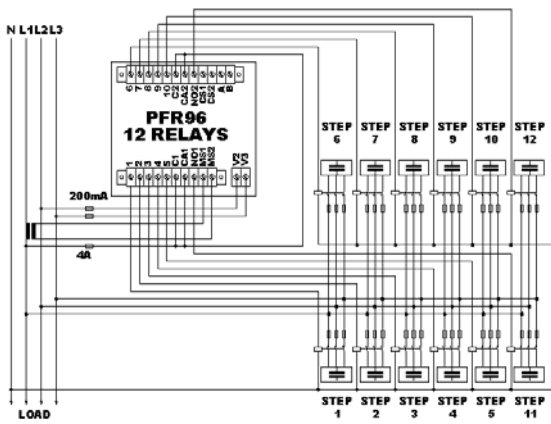 N L1 L2 L3
6 7 8 9 10 C2 CA2 NO2 CS1 CS2 A B
PFR96
12 RELAYS
1 2 3 4 5 C1 CA1 NO1 MS1 MS2 V2 V3
200mA
4A
STEP 6
STEP 7
STEP 8
STEP 9
STEP 10
STEP 12
STEP 1
STEP 2
STEP 3
STEP 4
STEP 5
STEP 11
LOAD